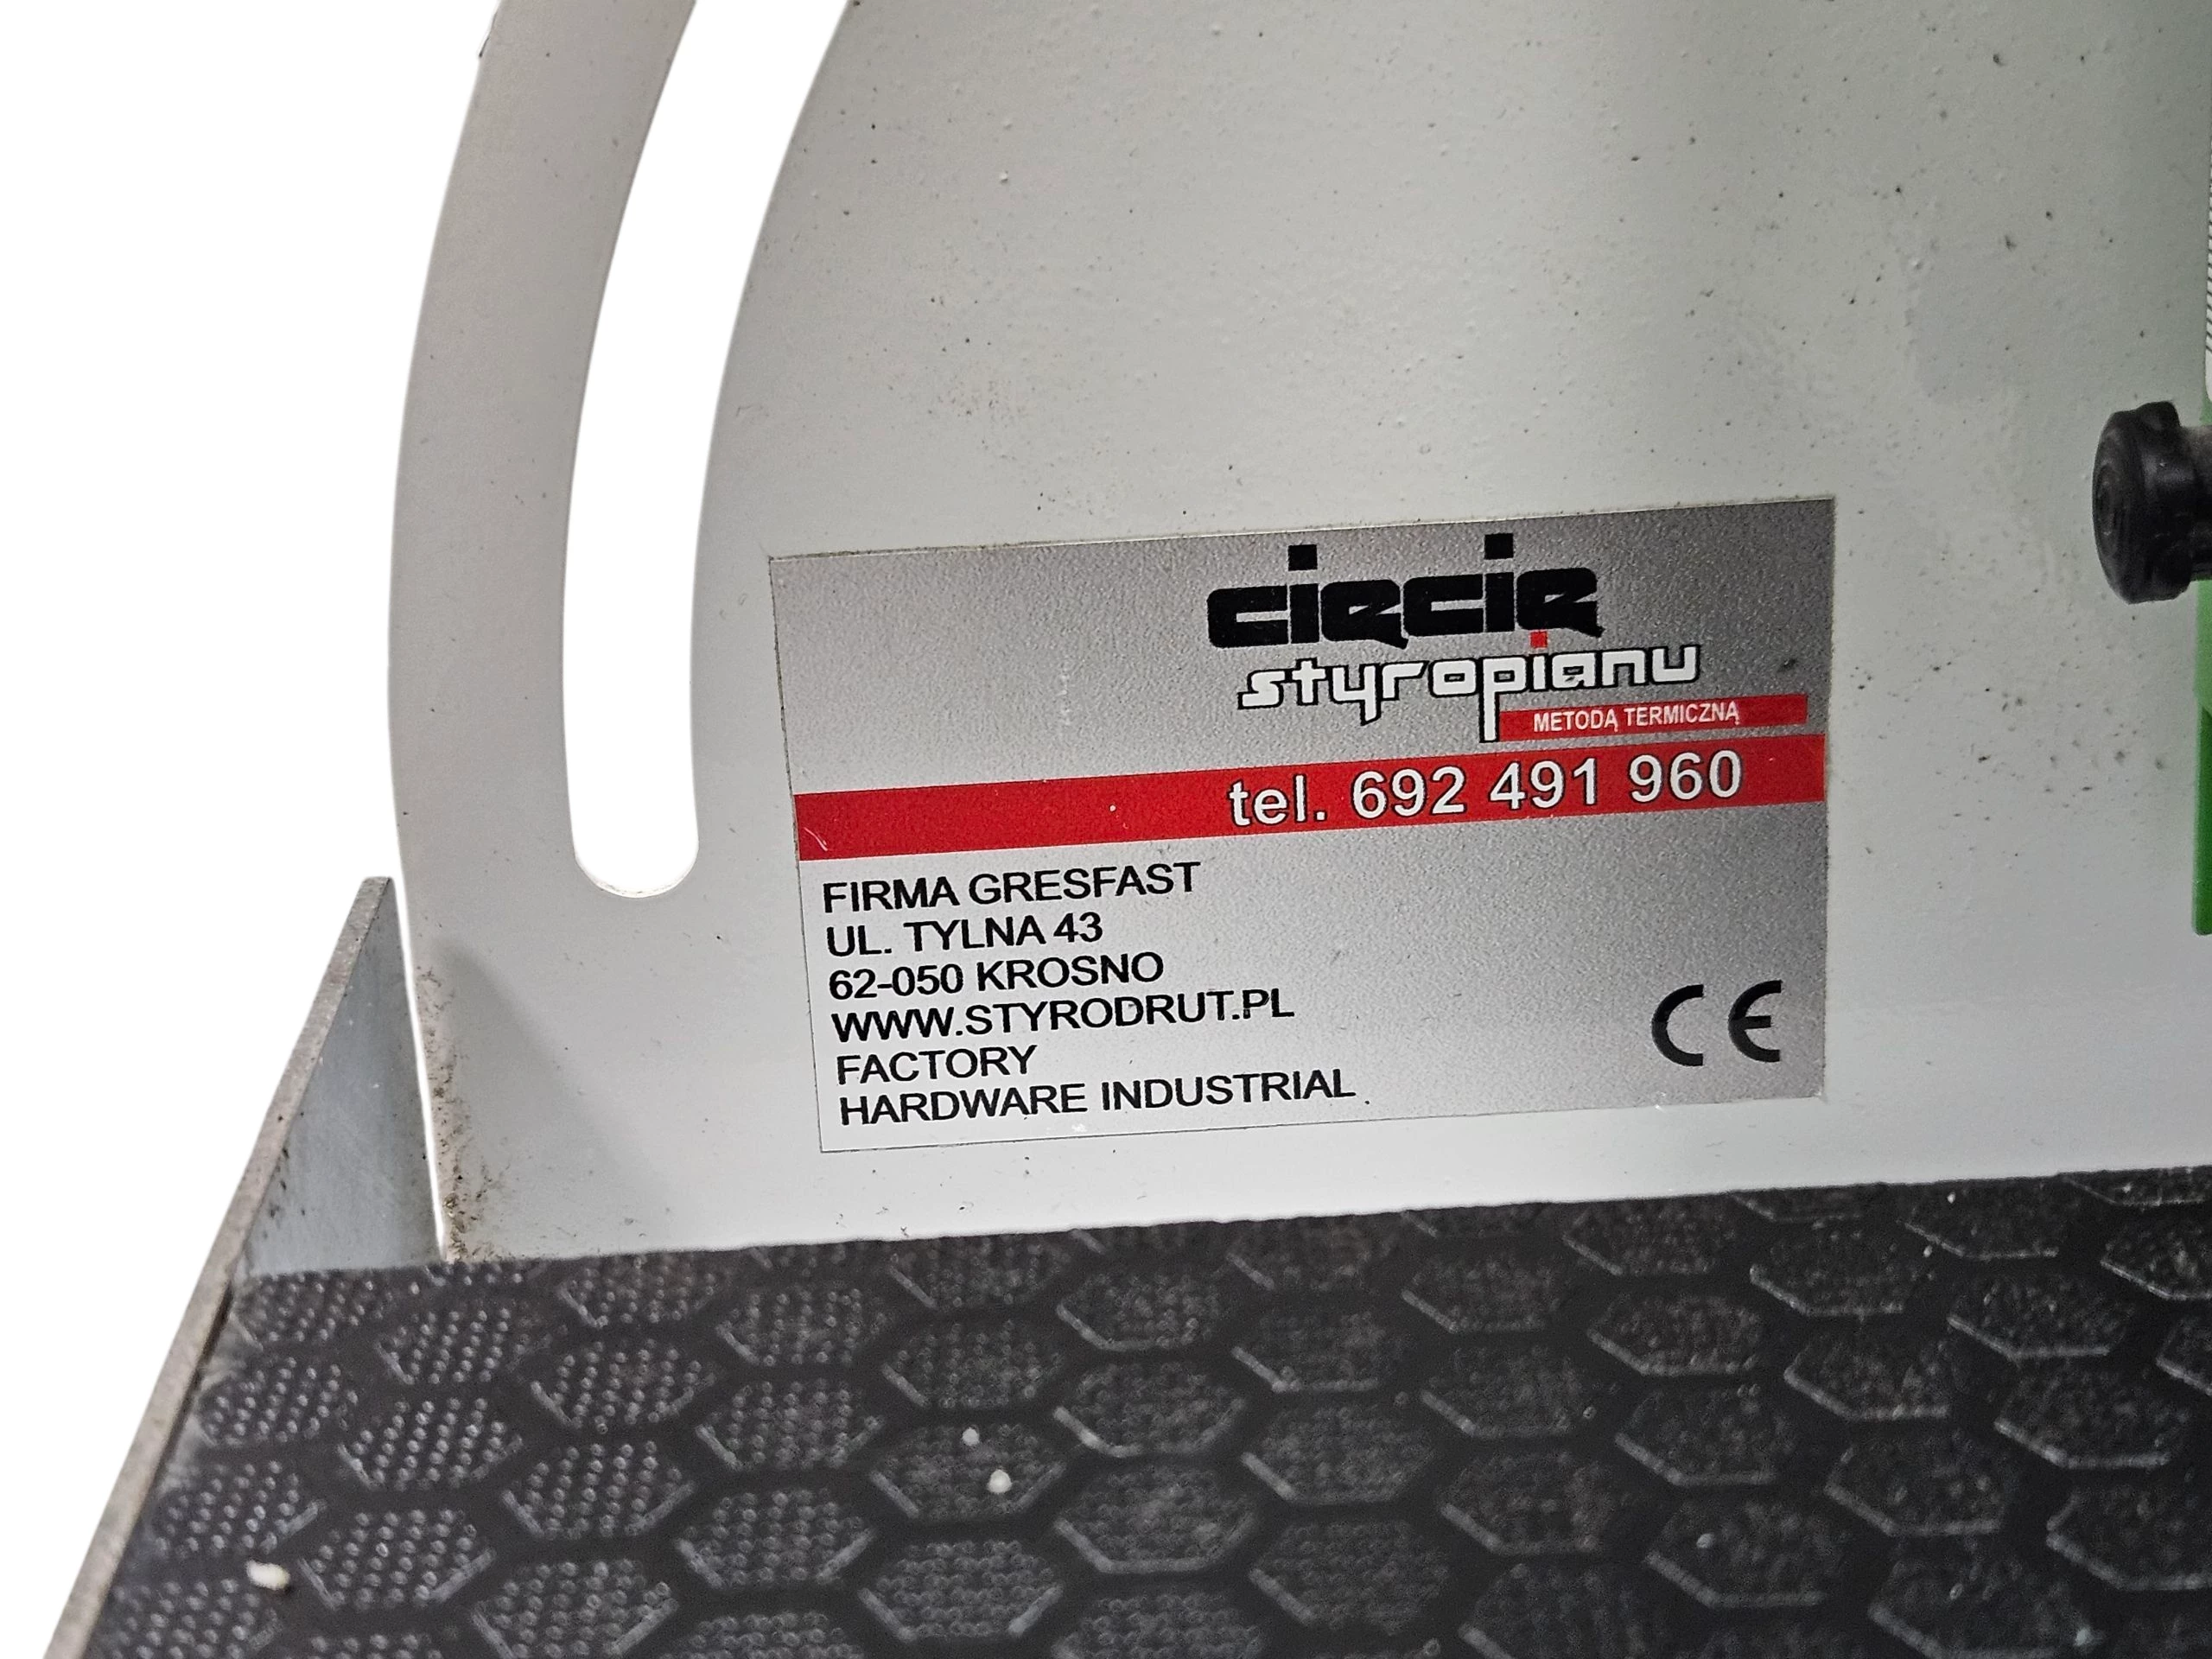 cięcie
styropianu
METODĄ TERMICZNĄ
tel. 692 491 960
FIRMA GRESFAST
UL. TYLNA 43
62-050 KROSNO
WWW.STYRODRUT.PL
FACTORY
HARDWARE INDUSTRIAL
CE